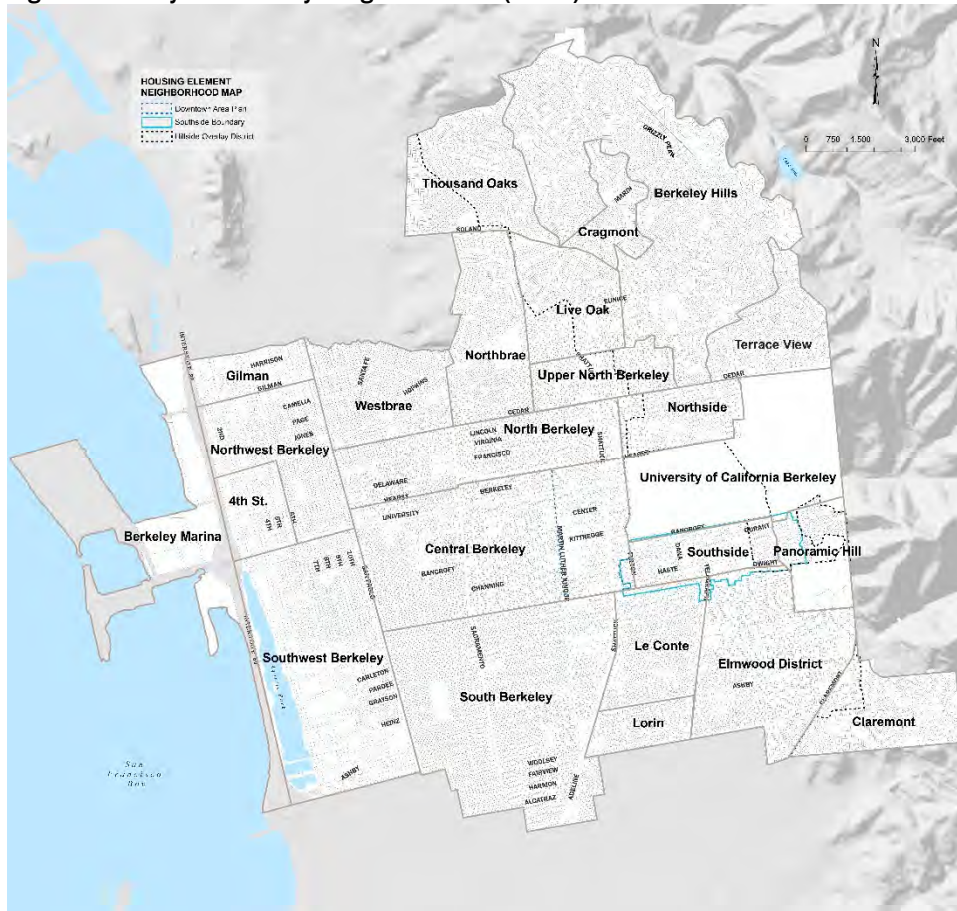 HOUSING ELEMENT
NEIGHBORHOOD MAP
Downtown Area Plan
Southside Boundary
Hillside Overlay District
N
0 750 1,500 3,000 Feet
GRIZZLY PEAK
Thousand Oaks
Berkeley Hills
MARIN
Cragmont
SOLANO
EUNICE
Live Oak
Terrace View
Northbrae
HARRISON
Gilman
GILMAN
SANTA FE
HOPKINS
Westbrae
SHATTUCK
Upper North Berkeley
CEDAR
CAMELIA
PAGE
JONES
2ND
Northwest Berkeley
CEDAR
Northside
LINCOLN
North Berkeley
VIRGINIA
FRANCISCO
SHATTUCK
HEARST
DELAWARE
HEARST
BERKELEY
UNIVERSITY
University of California Berkeley
4th St.
4TH
5TH
6TH
Berkeley Marina
CENTER
KITTREDGE
MARTIN LUTHER KING JR
Central Berkeley
BANCROFT
CHANNING
BANCROFT
DURANT
DANA
Southside
HASTE
DWIGHT
Panoramic Hill
FULTON
7TH
8TH
9TH
10TH
SAN PABLO
SACRAMENTO
Southwest Berkeley
CARLETON
PARDEE
GRAYSON
HEINZ
ASHBY
South Berkeley
Le Conte
Elmwood District
ASHBY
CLAREMONT
Lorin
Claremont
San
Francisco
Bay
WOOLSEY
FAIRVIEW
HARMON
ALCATRAZ
ADELINE